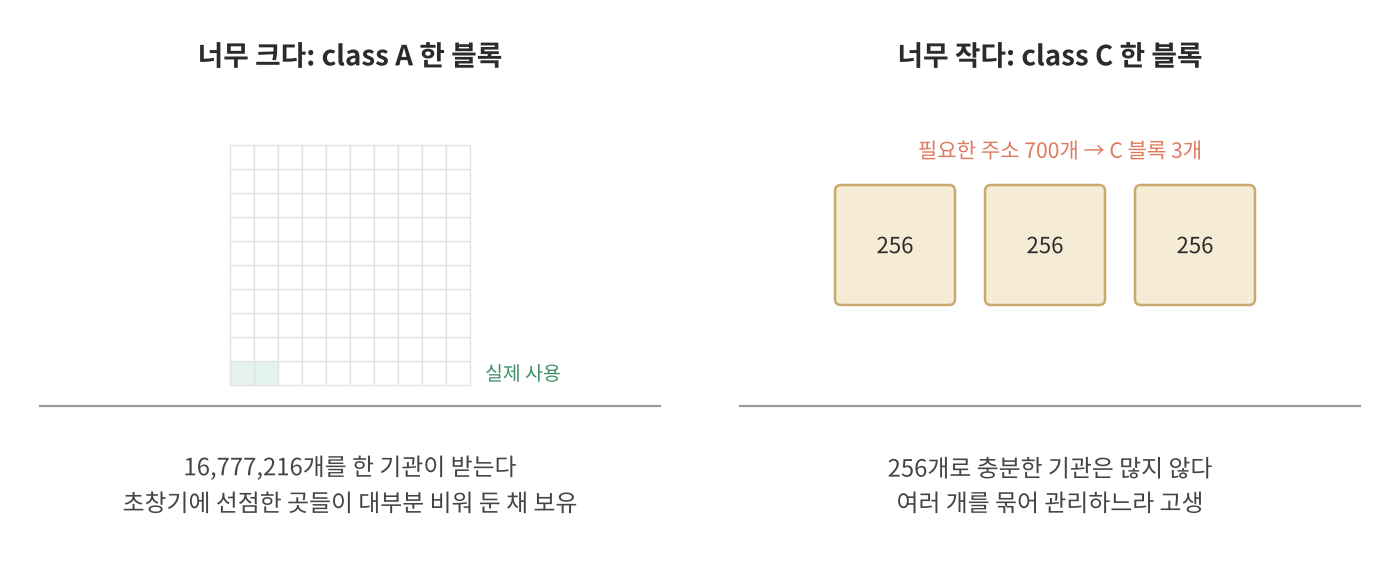 너무 크다: class A 한 블록
실제 사용
16,777,216개를 한 기관이 받는다
초창기에 선점한 곳들이 대부분 비워 둔 채 보유
너무 작다: class C 한 블록
필요한 주소 700개 → C 블록 3개
256 256 256
256개로 충분한 기관은 많지 않다
여러 개를 묶어 관리하느라 고생